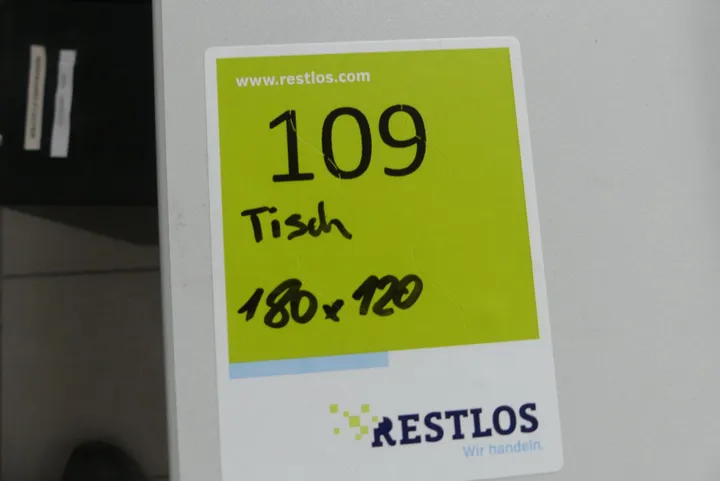 www.restlos.com
109
Tisch
180 x 120
RESTLOS
Wir handeln.